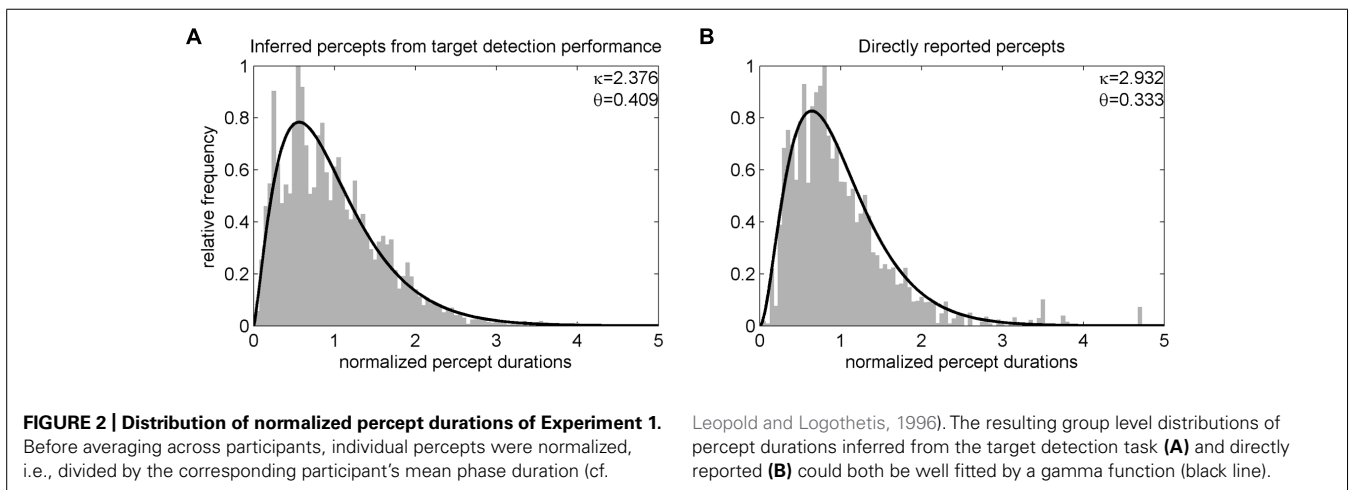 A
Inferred percepts from target detection performance
κ=2.376
θ=0.409
relative frequency
1
0.8
0.6
0.4
0.2
0
0 1 2 3 4 5
normalized percept durations
B
Directly reported percepts
κ=2.932
θ=0.333
1
0.8
0.6
0.4
0.2
0
0 1 2 3 4 5
normalized percept durations
FIGURE 2 | Distribution of normalized percept durations of Experiment 1.
Before averaging across participants, individual percepts were normalized,
i.e., divided by the corresponding participant's mean phase duration (cf.
Leopold and Logothetis, 1996). The resulting group level distributions of
percept durations inferred from the target detection task (A) and directly
reported (B) could both be well fitted by a gamma function (black line).